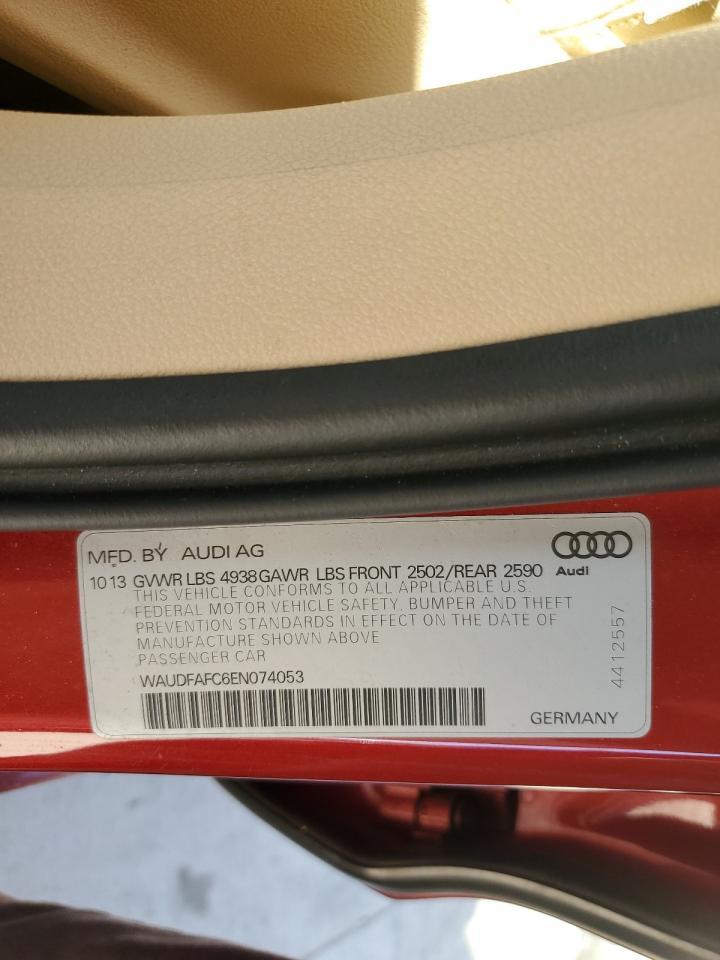 MFD. BY AUDI AG
10 13 GVWR LBS 4938 GAWR LBS FRONT 2502/REAR 2590
Audi
THIS VEHICLE CONFORMS TO ALL APPLICABLE U.S.
FEDERAL MOTOR VEHICLE SAFETY, BUMPER AND THEFT
PREVENTION STANDARDS IN EFFECT ON THE DATE OF
MANUFACTURE SHOWN ABOVE
PASSENGER CAR
WAUDFAFC6EN074053
GERMANY
4412557